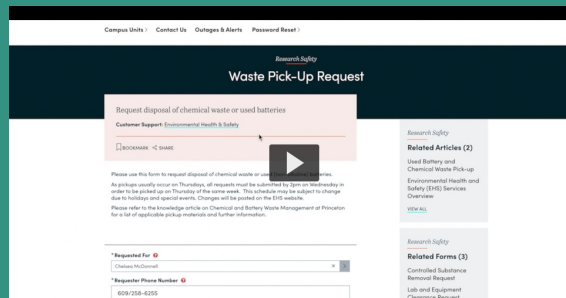 Campus Units Contact Us Outages & Alerts Password Reset
Research Safety
Waste Pick-Up Request
Request disposal of chemical waste or used batteries
Customer Support: Environmental Health & Safety
BOOKMARK SHARE
Please use this form to request disposal of chemical waste or used batteries.
As pickups usually occur on Thursdays, all requests must be submitted by 2pm on Wednesday in
order to be picked up on Thursday of the same week. This schedule may be subject to change
due to holidays and special events. Changes will be posted on the EHS website.
Please refer to the knowledge article on Chemical and Battery Waste Management at Princeton
for a list of applicable pickup materials and further information.
*Requested For
Chelsea McDonnell
*Requester Phone Number
609/258-6255
Research Safety
Related Articles (2)
Used Battery and
Chemical Waste Pick-up
Environmental Health and
Safety (EHS) Services
Overview
VIEW ALL
Research Safety
Related Forms (3)
Controlled Substance
Removal Request
Lab and Equipment
Clearance Request